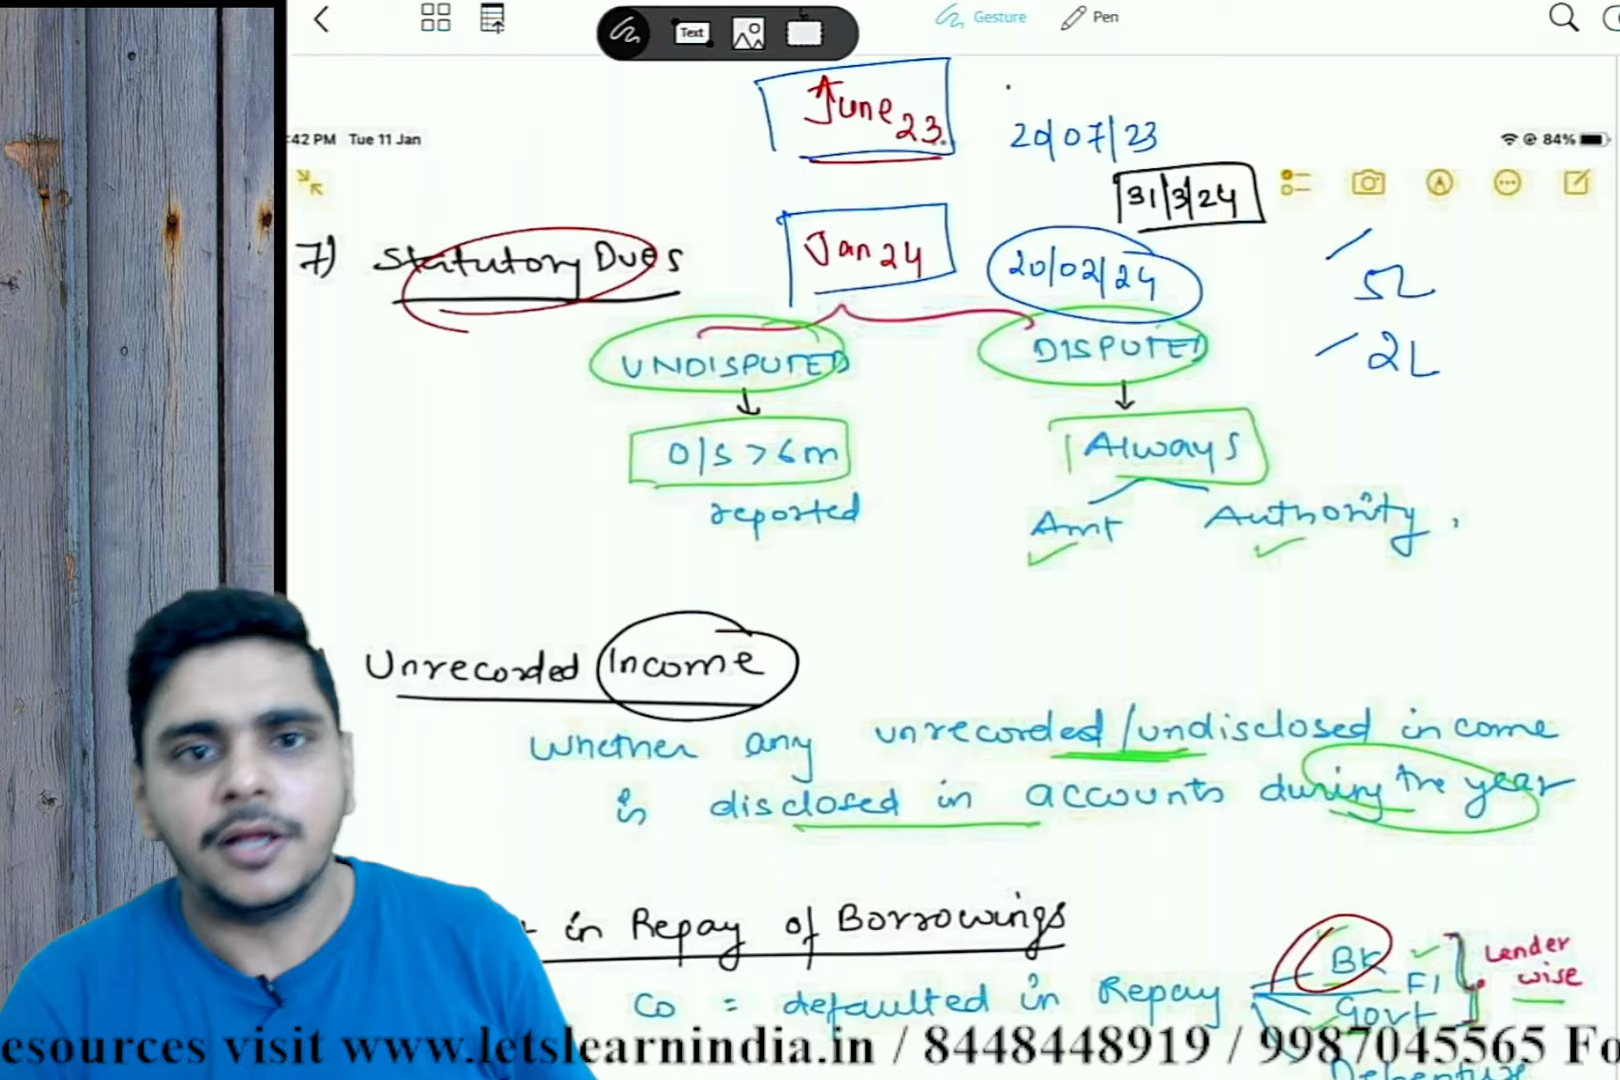 Gesture Pen
Text
June 23
20/07/23
:42 PM Tue 11 Jan
84%
31/3/24
7) Statutory Dues
Jan 24
20/02/24
5L
2L
UNDISPUTED
DISPUTED
O/S > 6m
Always
reported
Amt
Authority.
Unrecorded Income
Whether any unrecorded/undisclosed income
is disclosed in accounts during the year
in Repay of Borrowings
BK
FI
Lender
wise
Co = defaulted in Repay
Govt
esources visit www.letslearnindia.in / 8448448919 / 9987045565 Fo